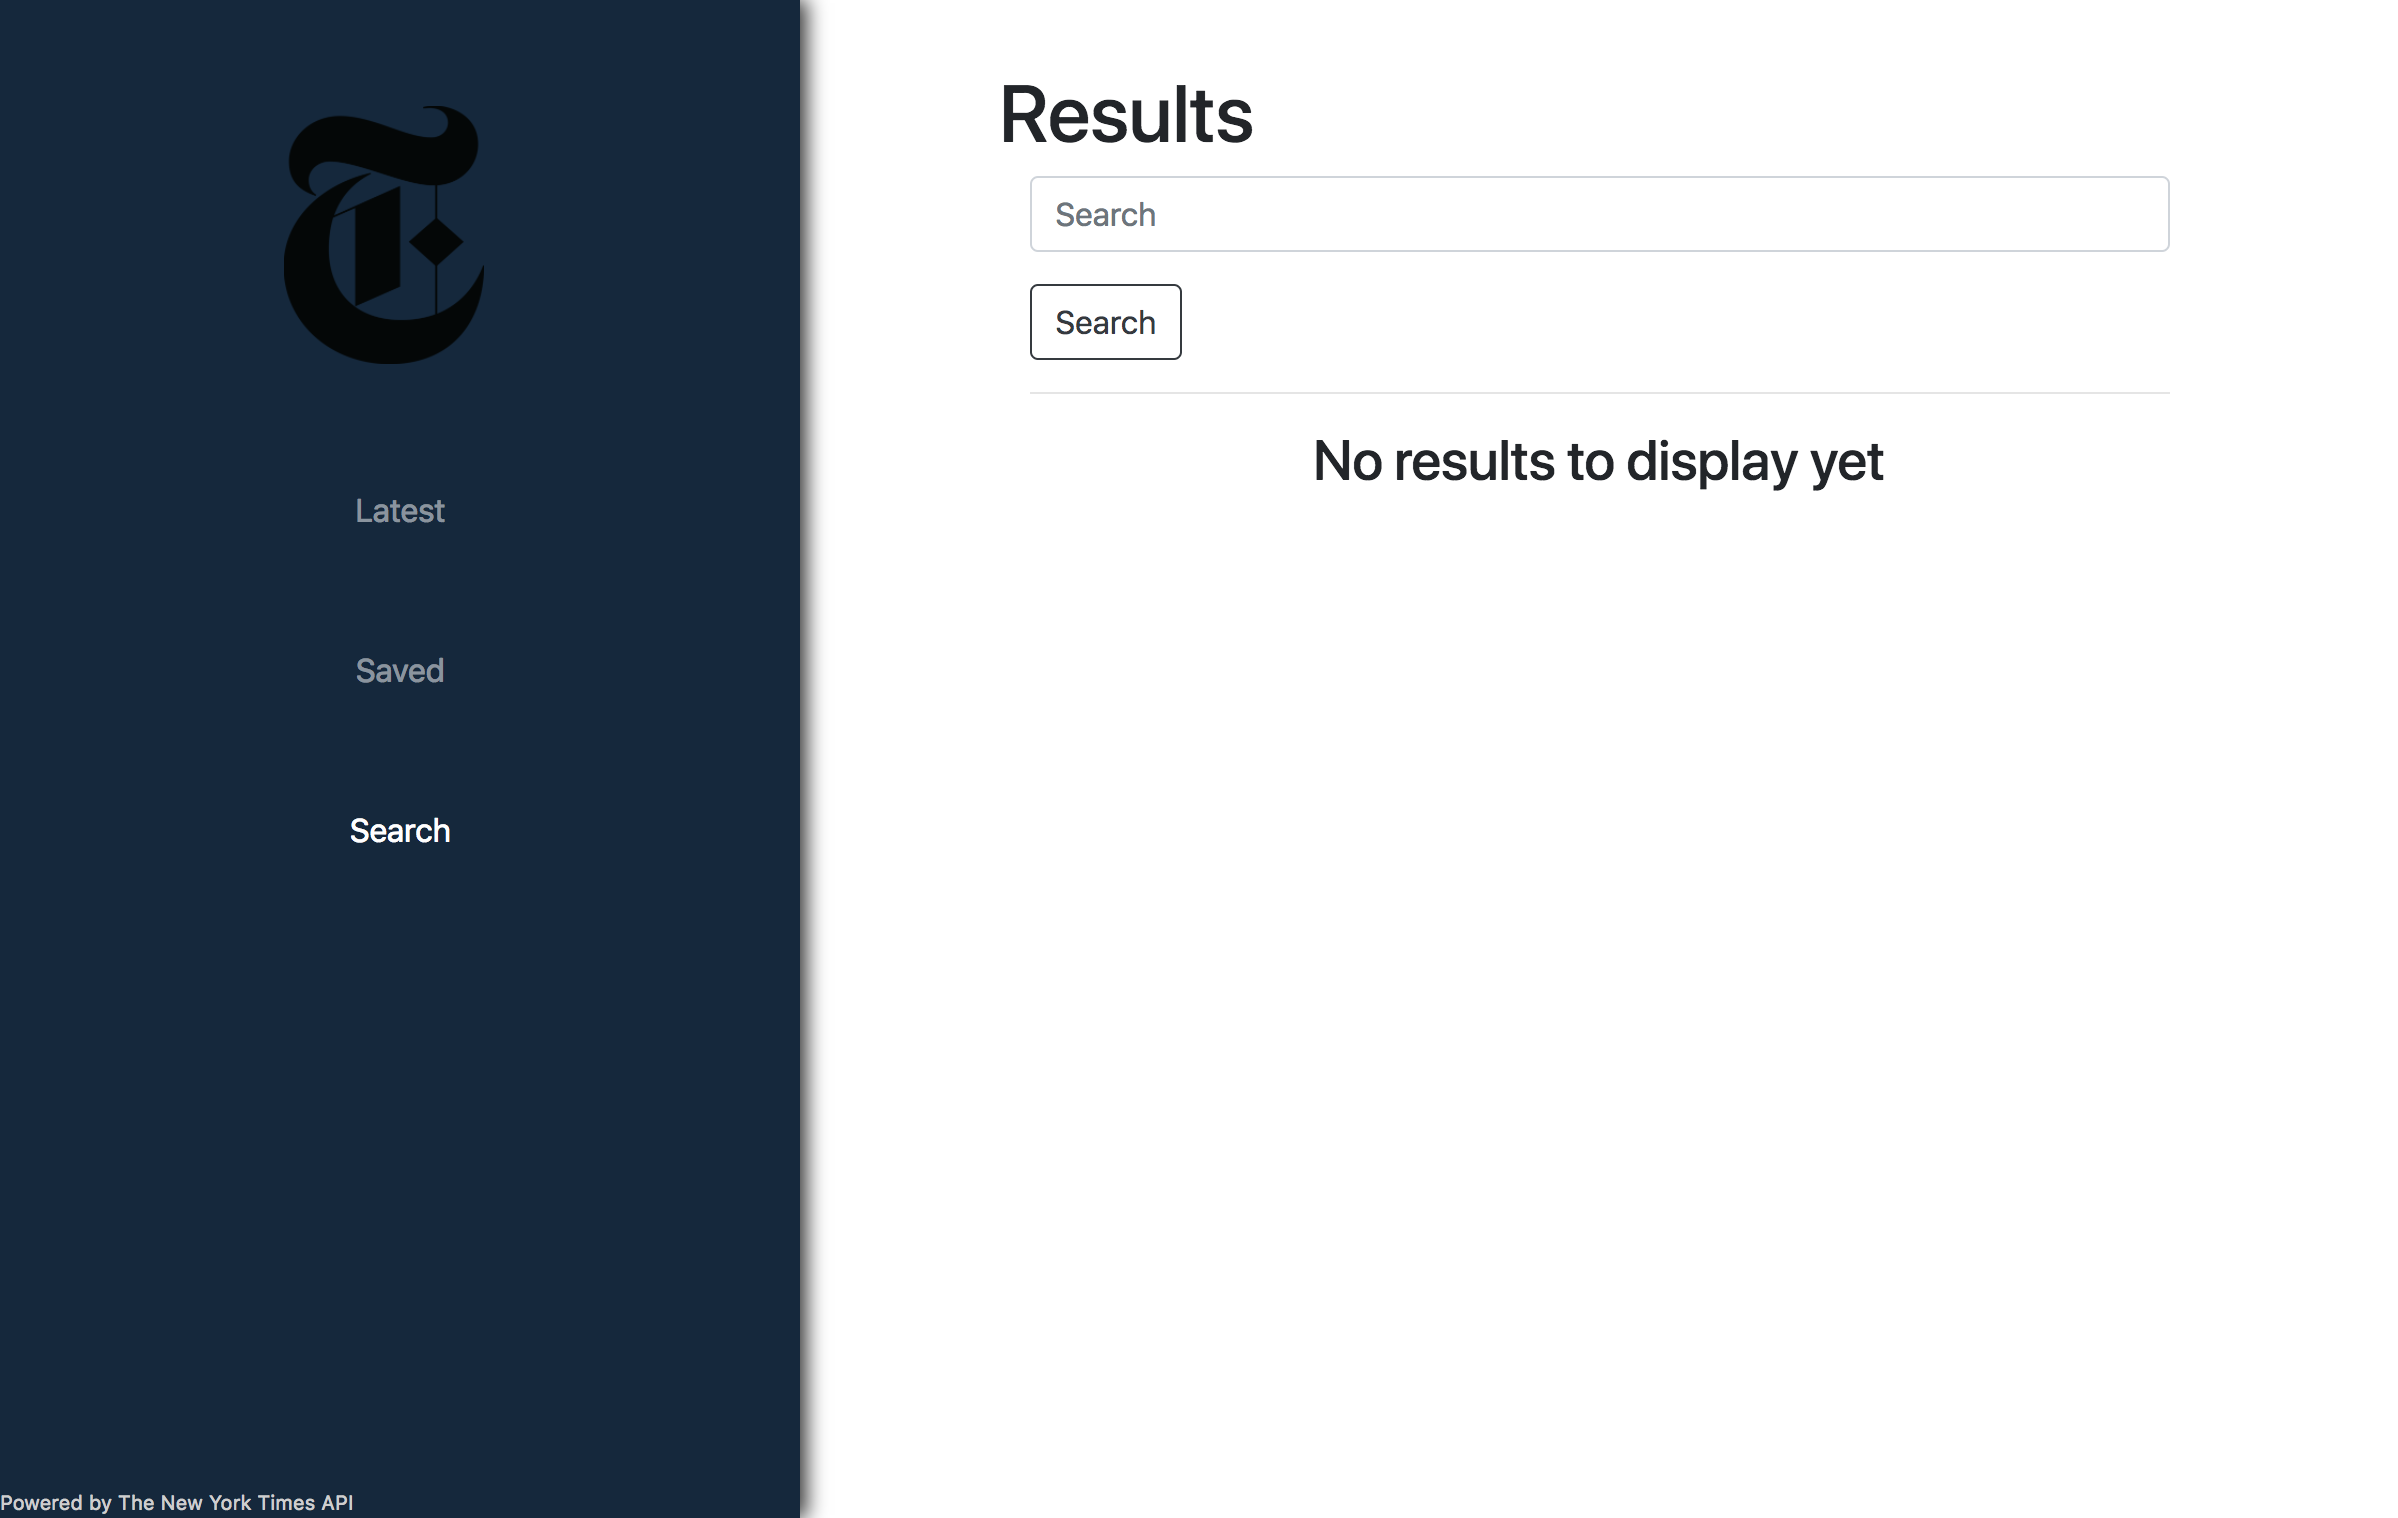 Latest
Saved
Search
Powered by The New York Times API
Results
Search
Search
No results to display yet